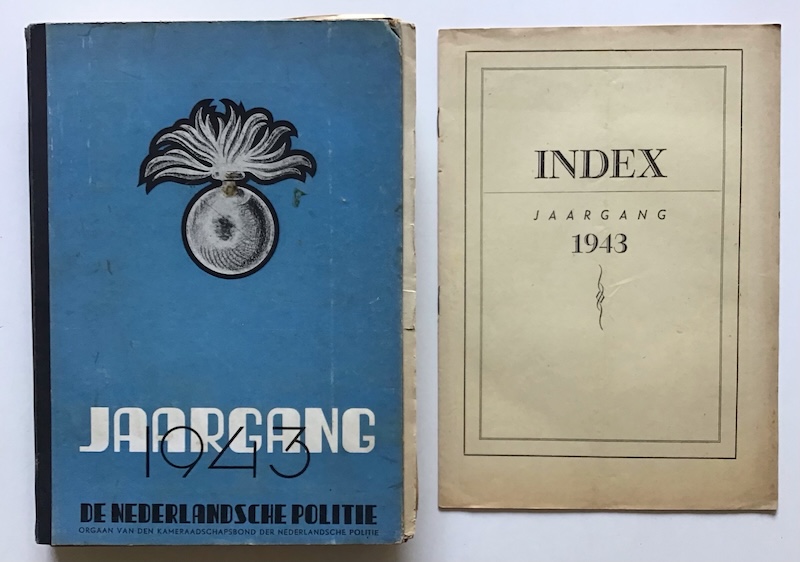 JAARGANG
1943
DE NEDERLANDSCHE POLITIE
ORGAAN VAN DEN KAMERAADSCHAPSBOND DER NEDERLANDSCHE POLITIE
INDEX
JAARGANG
1943